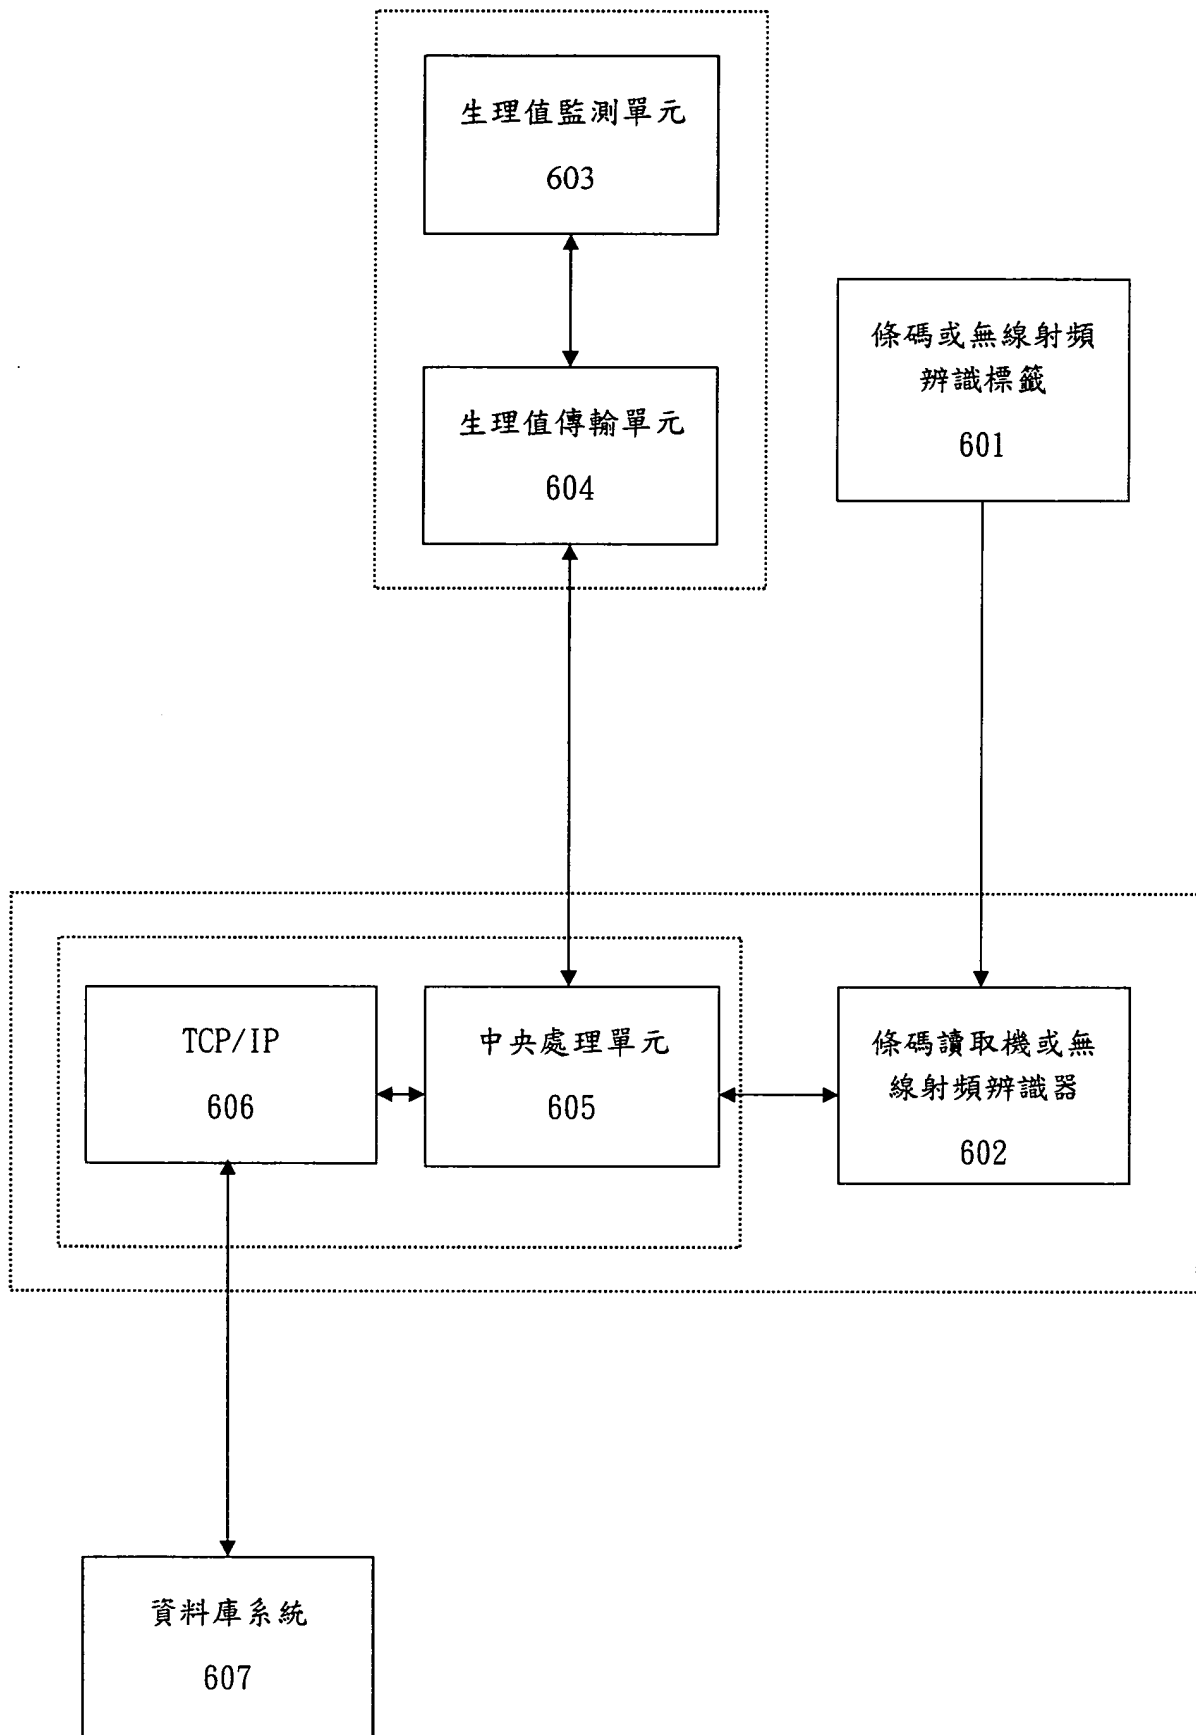 生理值監測單元
603
條碼或無線射頻
辨識標籤
601
生理值傳輸單元
604
TCP/IP
606
中央處理單元
605
條碼讀取機或無
線射頻辨識器
602
資料庫系統
607